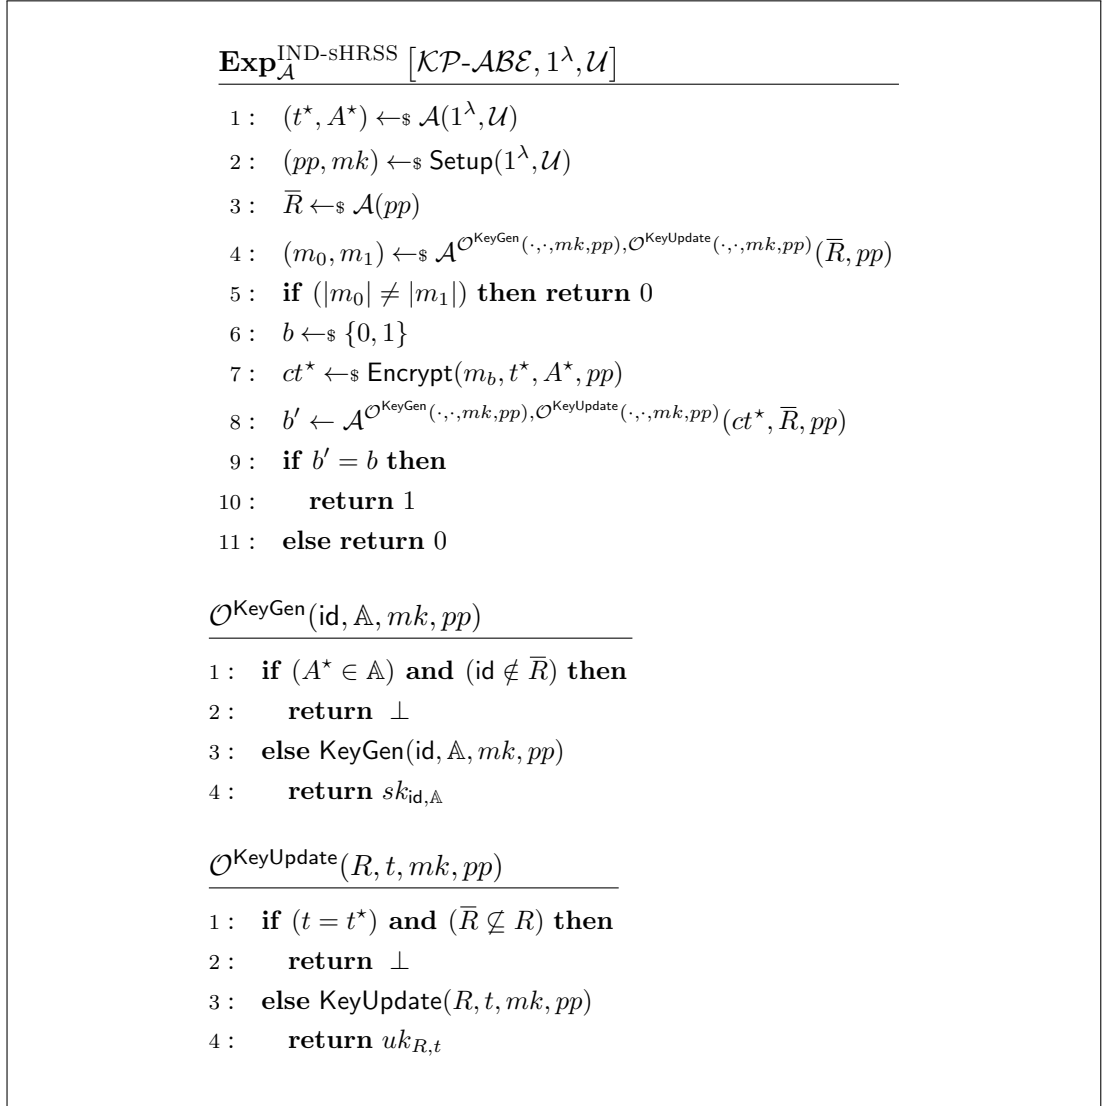 Exp_𝒜^IND-sHRSS [𝒦𝒫-𝒜ℬℰ, 1^λ, 𝒰]
1 : (t^⋆, A^⋆) ←$ 𝒜(1^λ, 𝒰)
2 : (pp, mk) ←$ Setup(1^λ, 𝒰)
3 : R̅ ←$ 𝒜(pp)
4 : (m_0, m_1) ←$ 𝒜^{𝒪^KeyGen(·,·,mk,pp),𝒪^KeyUpdate(·,·,mk,pp)}(R̅, pp)
5 : if (|m_0| ≠ |m_1|) then return 0
6 : b ←$ {0, 1}
7 : ct^⋆ ←$ Encrypt(m_b, t^⋆, A^⋆, pp)
8 : b′ ← 𝒜^{𝒪^KeyGen(·,·,mk,pp),𝒪^KeyUpdate(·,·,mk,pp)}(ct^⋆, R̅, pp)
9 : if b′ = b then
10 : return 1
11 : else return 0
𝒪^KeyGen(id, 𝔸, mk, pp)
1 : if (A^⋆ ∈ 𝔸) and (id ∉ R̅) then
2 : return ⊥
3 : else KeyGen(id, 𝔸, mk, pp)
4 : return sk_{id,𝔸}
𝒪^KeyUpdate(R, t, mk, pp)
1 : if (t = t^⋆) and (R̅ ⊈ R) then
2 : return ⊥
3 : else KeyUpdate(R, t, mk, pp)
4 : return uk_{R,t}